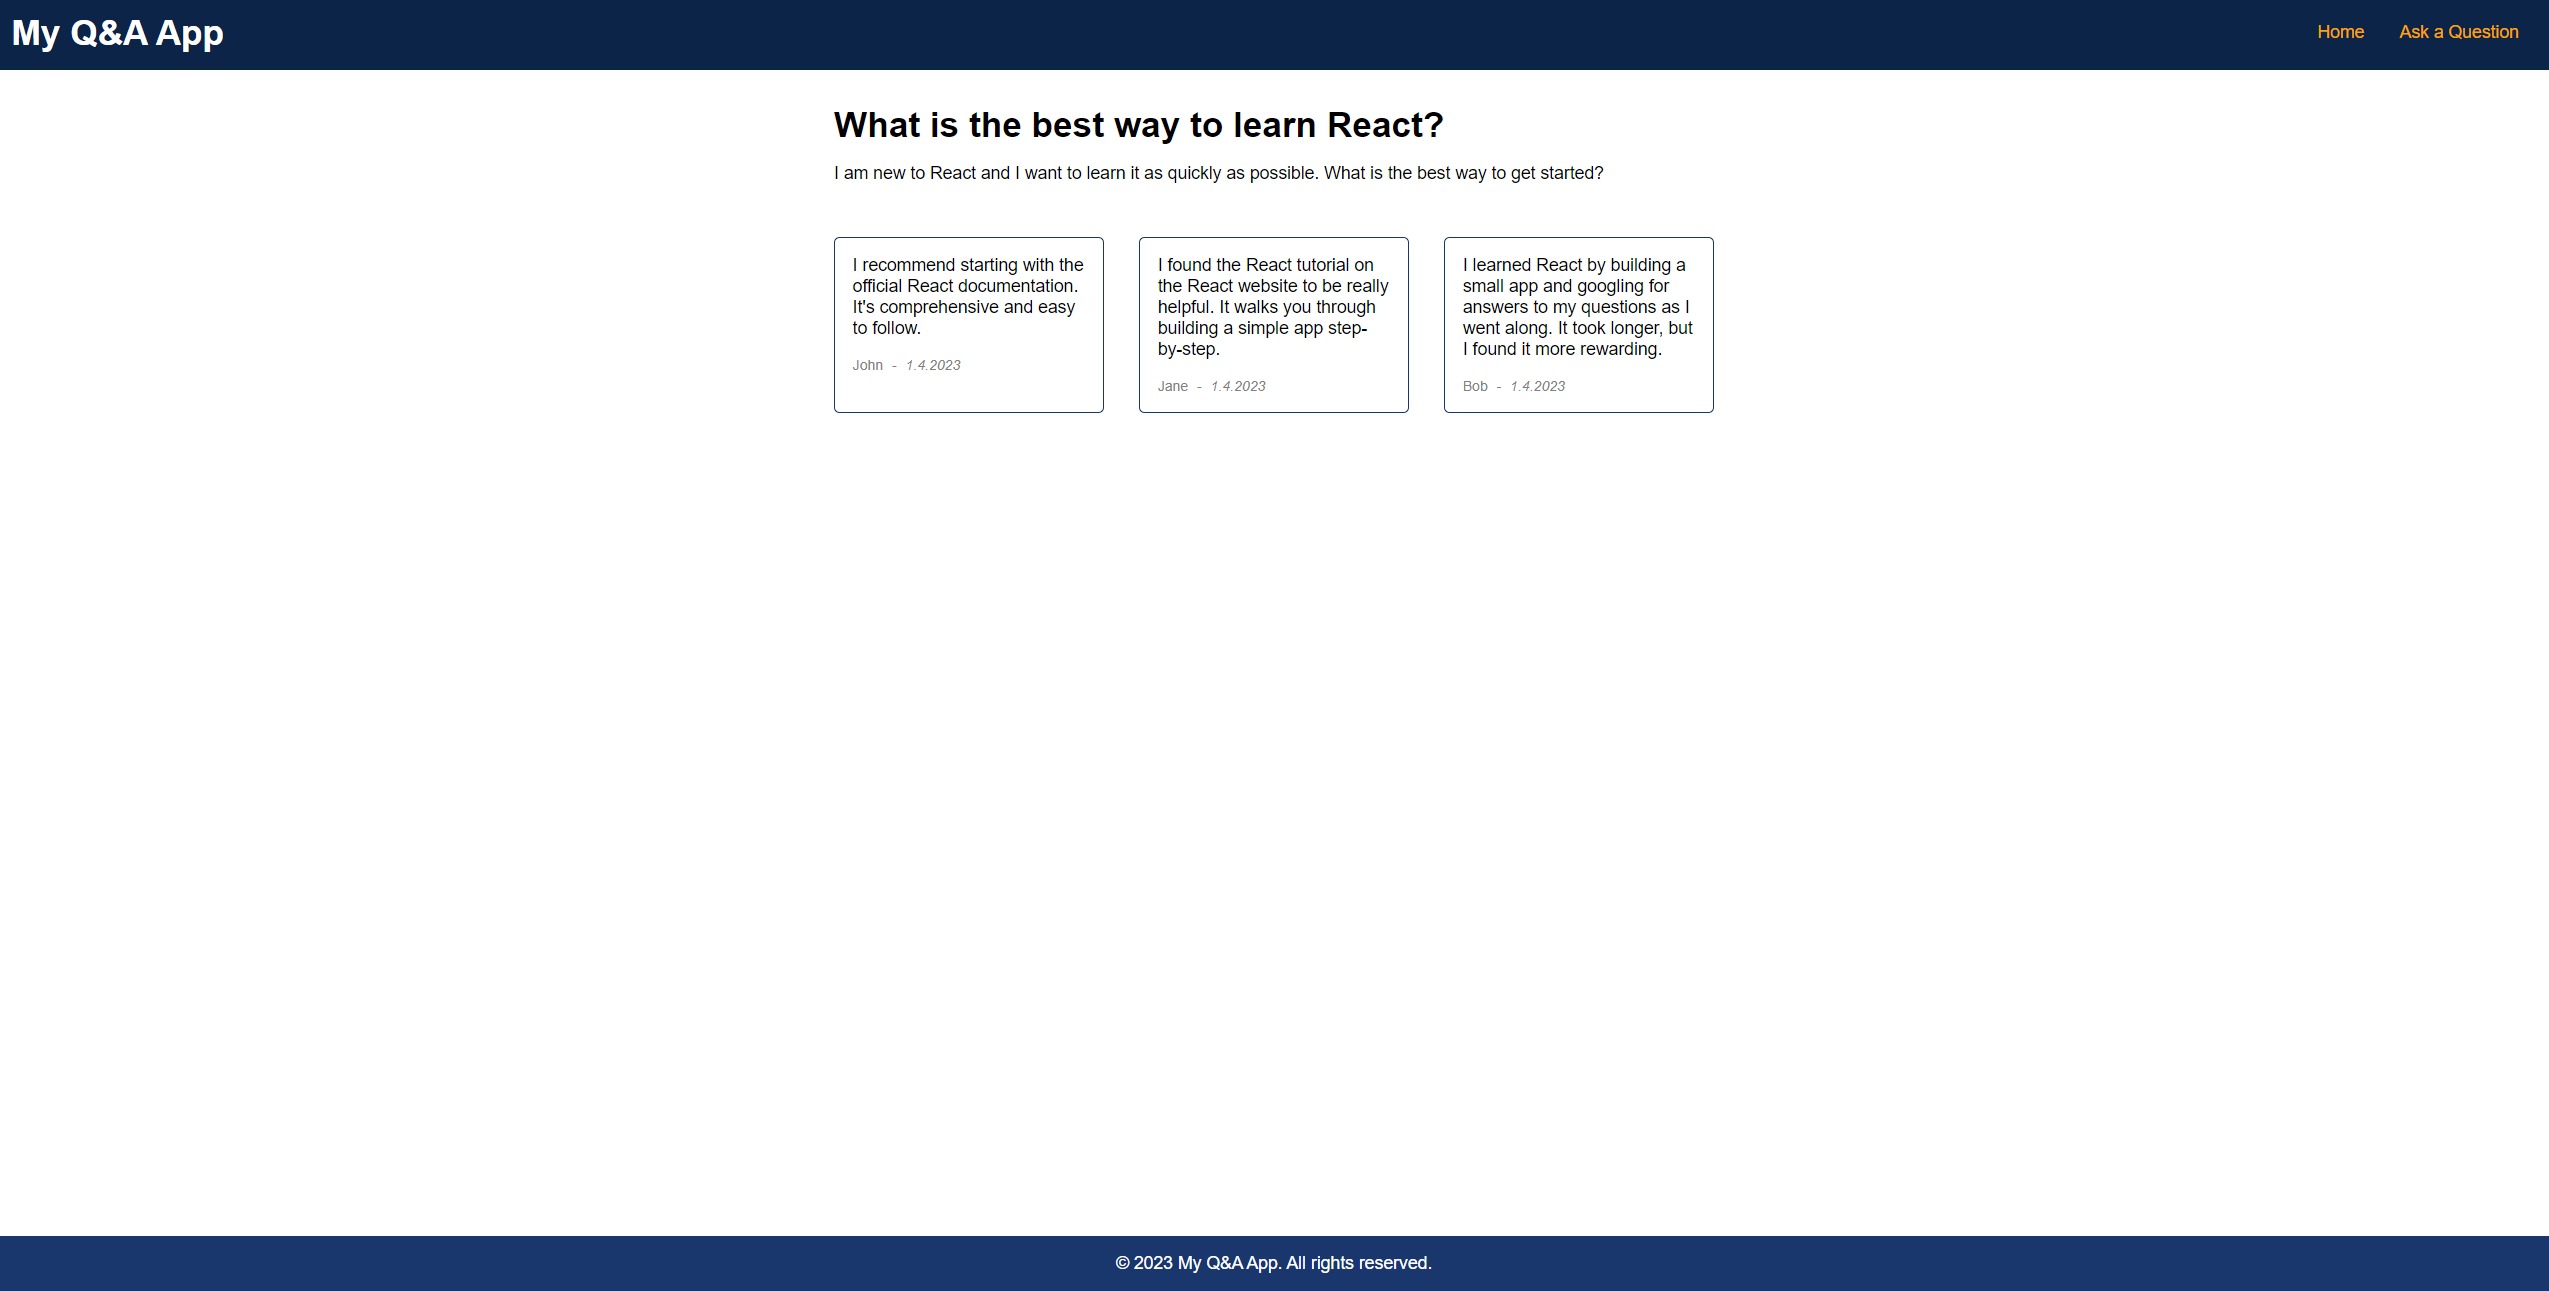 My Q&A App
Home
Ask a Question
What is the best way to learn React?
I am new to React and I want to learn it as quickly as possible. What is the best way to get started?
I recommend starting with the
official React documentation.
It's comprehensive and easy
to follow.
John - 1.4.2023
I found the React tutorial on
the React website to be really
helpful. It walks you through
building a simple app step-
by-step.
Jane - 1.4.2023
I learned React by building a
small app and googling for
answers to my questions as I
went along. It took longer, but
I found it more rewarding.
Bob - 1.4.2023
© 2023 My Q&A App. All rights reserved.